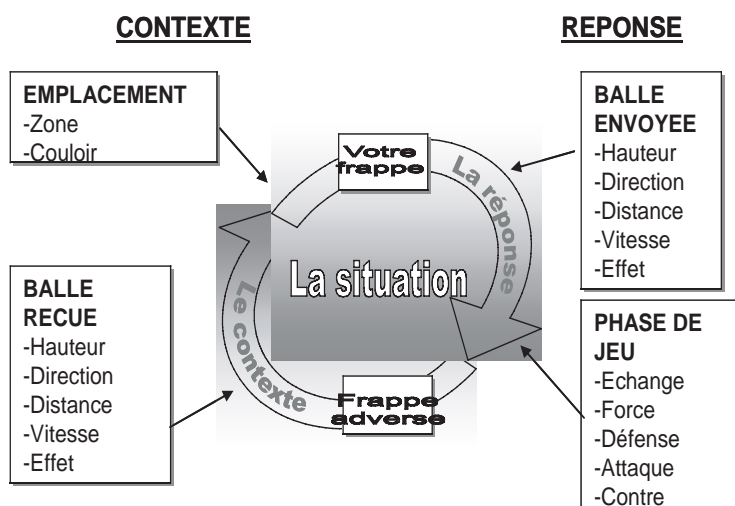 CONTEXTE
REPONSE
EMPLACEMENT
-Zone
-Couloir
BALLE
RECUE
-Hauteur
-Direction
-Distance
-Vitesse
-Effet
Votre
frappe
La réponse
La situation
Le contexte
Frappe
adverse
BALLE
ENVOYEE
-Hauteur
-Direction
-Distance
-Vitesse
-Effet
PHASE DE
JEU
-Echange
-Force
-Défense
-Attaque
-Contre